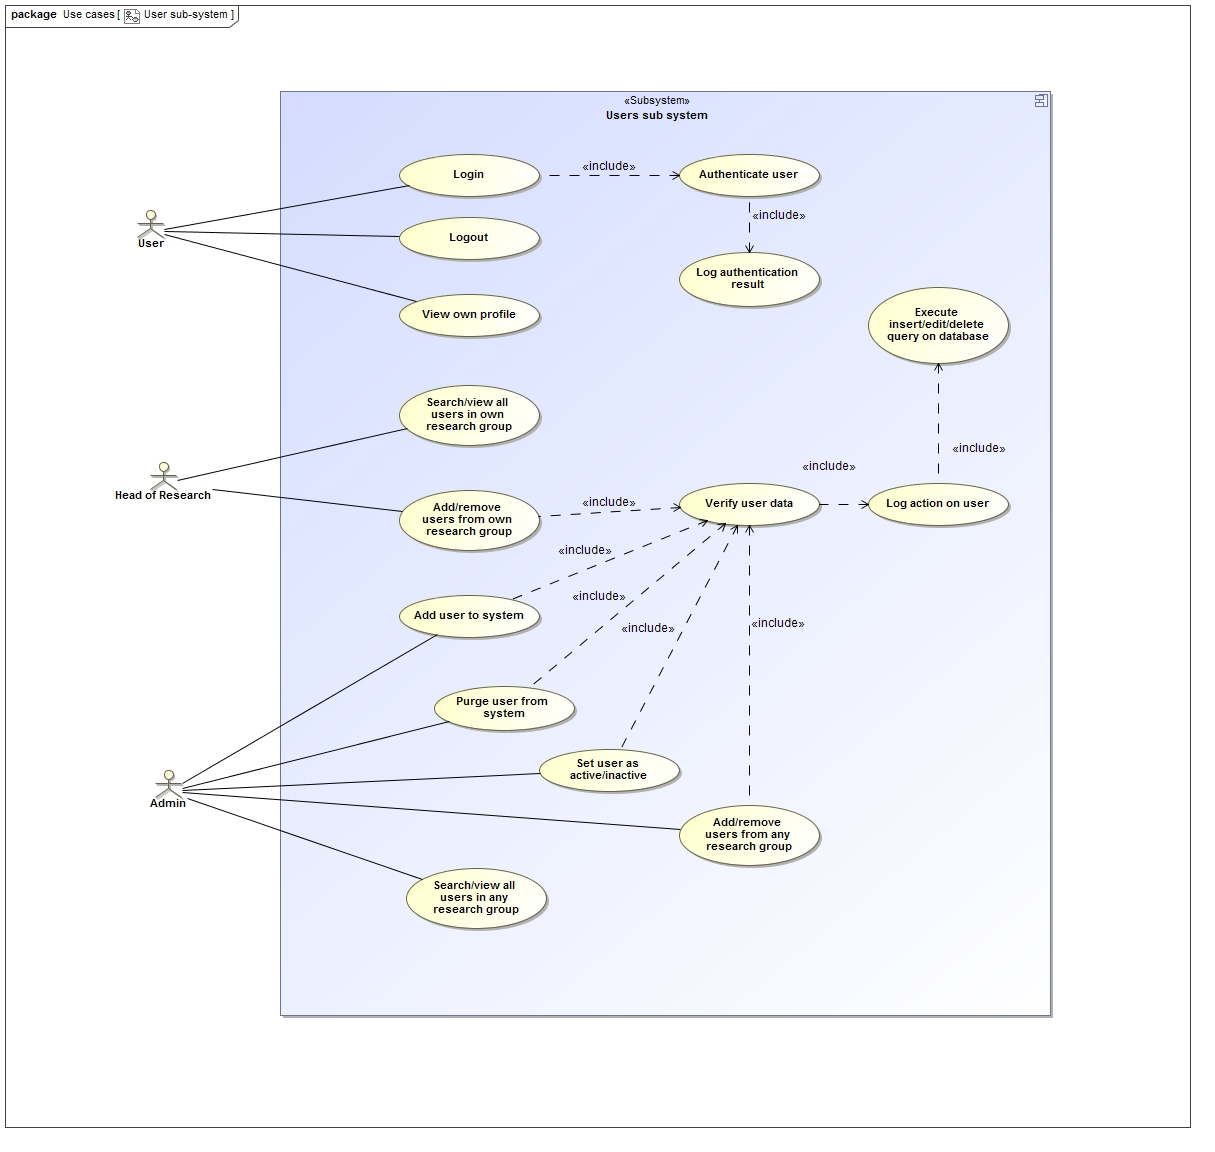 package Use cases [ User sub-system ]
«Subsystem»
Users sub system
Login
«include»
Authenticate user
«include»
User
Logout
Log authentication
result
View own profile
Execute
insert/edit/delete
query on database
Search/view all
users in own
research group
«include»
«include»
Head of Research
Add/remove
users from own
research group
«include»
Verify user data
Log action on user
«include»
«include»
Add user to system
«include»
«include»
Purge user from
system
Set user as
active/inactive
Admin
Add/remove
users from any
research group
Search/view all
users in any
research group